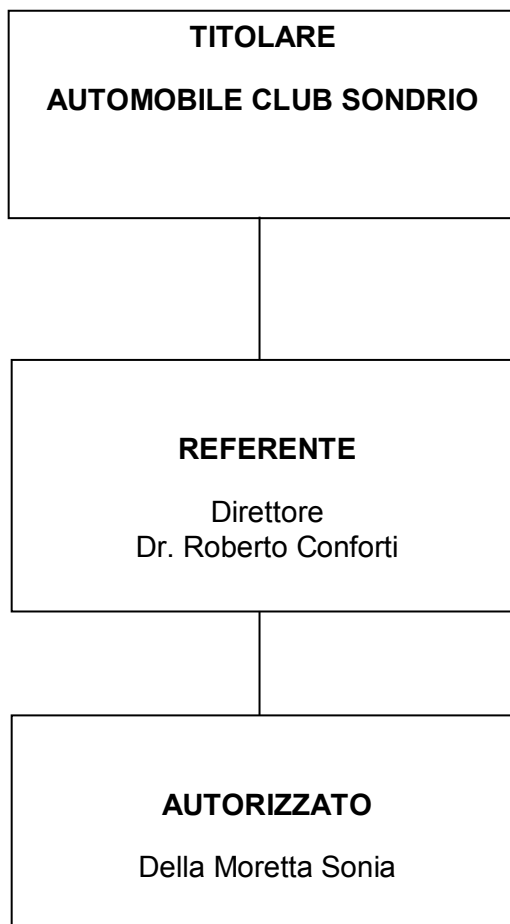 TITOLARE
AUTOMOBILE CLUB SONDRIO
REFERENTE
Direttore
Dr. Roberto Conforti
AUTORIZZATO
Della Moretta Sonia